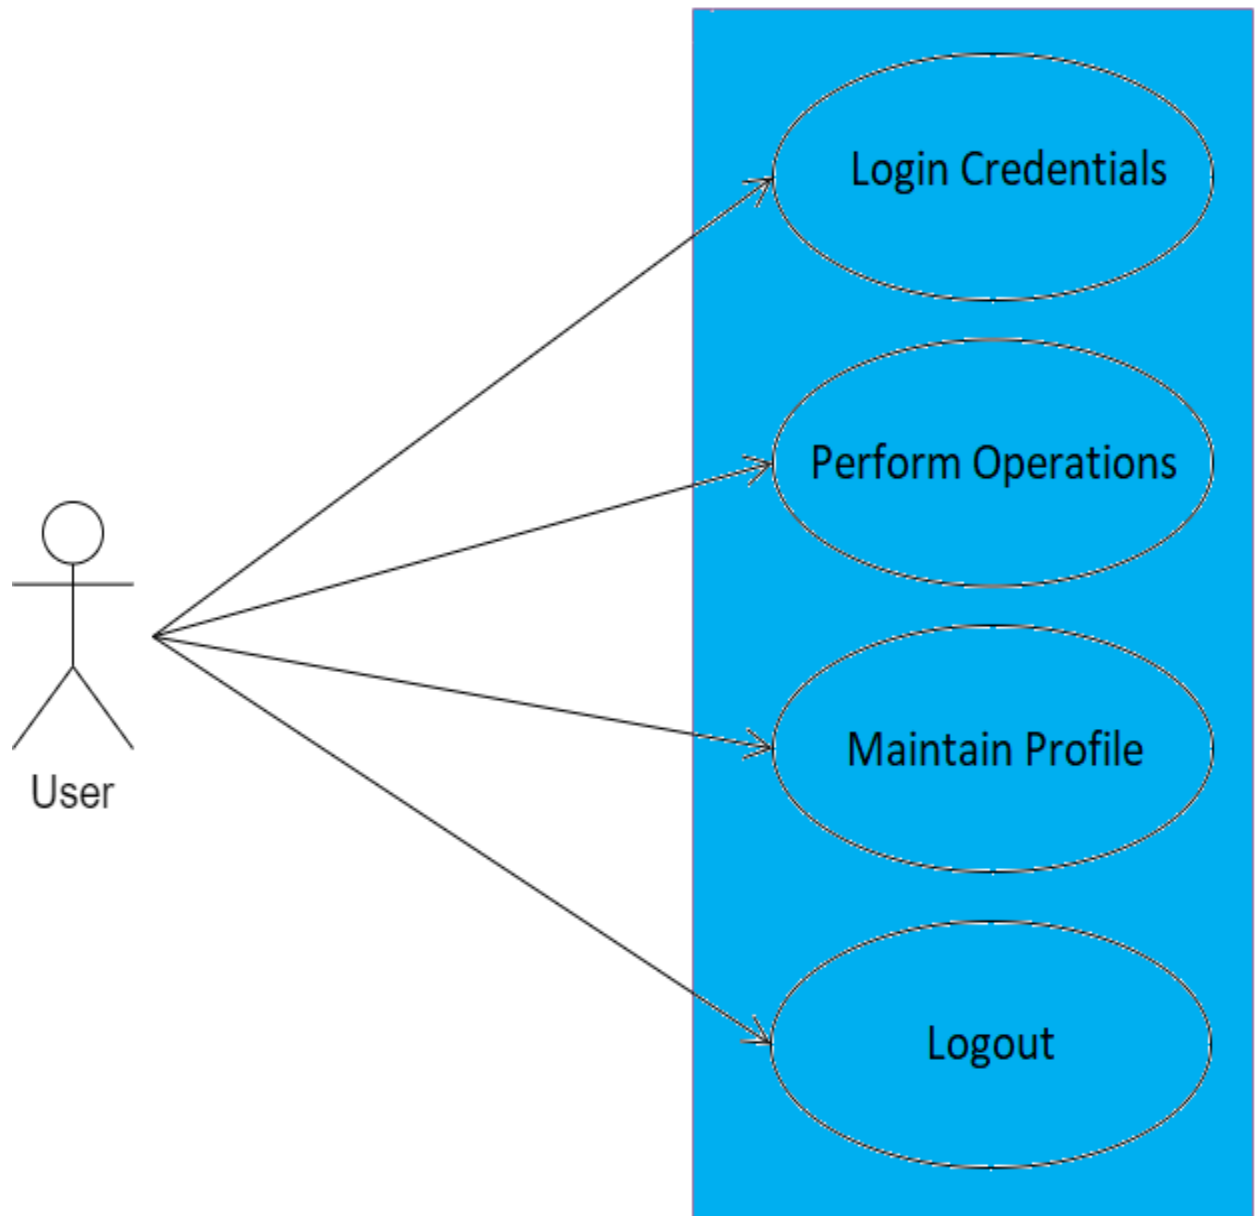 Login Credentials
Perform Operations
Maintain Profile
Logout
User